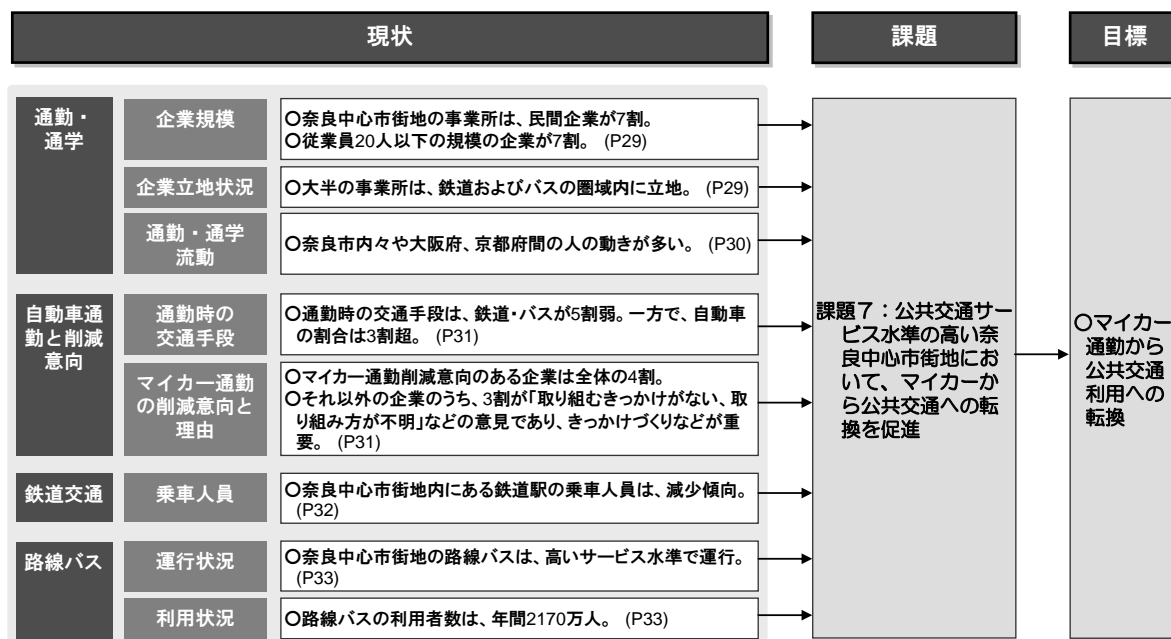 現状
課題
目標
通勤・
通学
企業規模
〇奈良中心市街地の事業所は、民間企業が7割。
〇従業員20人以下の規模の企業が7割。 (P29)
企業立地状況
〇大半の事業所は、鉄道およびバスの圏域内に立地。 (P29)
通勤・通学
流動
〇奈良市内々や大阪府、京都府間の人の動きが多い。 (P30)
自動車通
勤と削減
意向
通勤時の
交通手段
〇通勤時の交通手段は、鉄道・バスが5割弱。一方で、自動車
の割合は3割超。 (P31)
マイカー通勤
の削減意向と
理由
〇マイカー通勤削減意向のある企業は全体の4割。
〇それ以外の企業のうち、3割が「取り組むきっかけがない、取
り組み方が不明」などの意見であり、きっかけづくりなどが重
要。 (P31)
鉄道交通
乗車人員
〇奈良中心市街地内にある鉄道駅の乗車人員は、減少傾向。
(P32)
路線バス
運行状況
〇奈良中心市街地の路線バスは、高いサービス水準で運行。
(P33)
利用状況
〇路線バスの利用者数は、年間2170万人。 (P33)
課題７：公共交通サー
ビス水準の高い奈
良中心市街地にお
いて、マイカーか
ら公共交通への転
換を促進
〇マイカー
通勤から
公共交通
利用への
転換